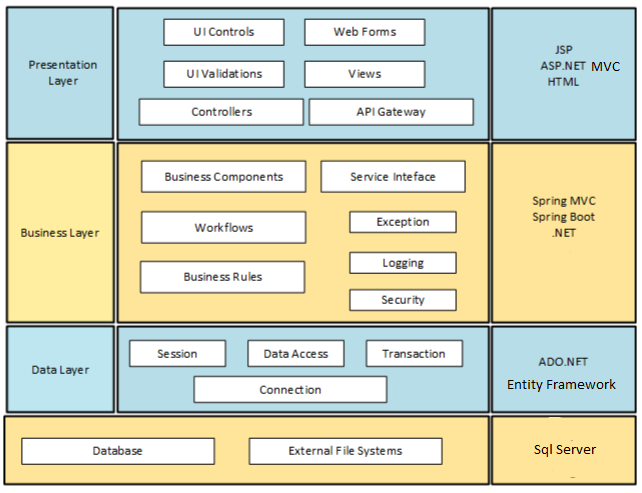 Presentation
Layer
UI Controls
Web Forms
UI Validations
Views
Controllers
API Gateway
JSP
ASP.NET MVC
HTML
Business Layer
Business Components
Service Inteface
Workflows
Exception
Business Rules
Logging
Security
Spring MVC
Spring Boot
.NET
Data Layer
Session
Data Access
Transaction
Connection
ADO.NET
Entity Framework
Database
External File Systems
Sql Server